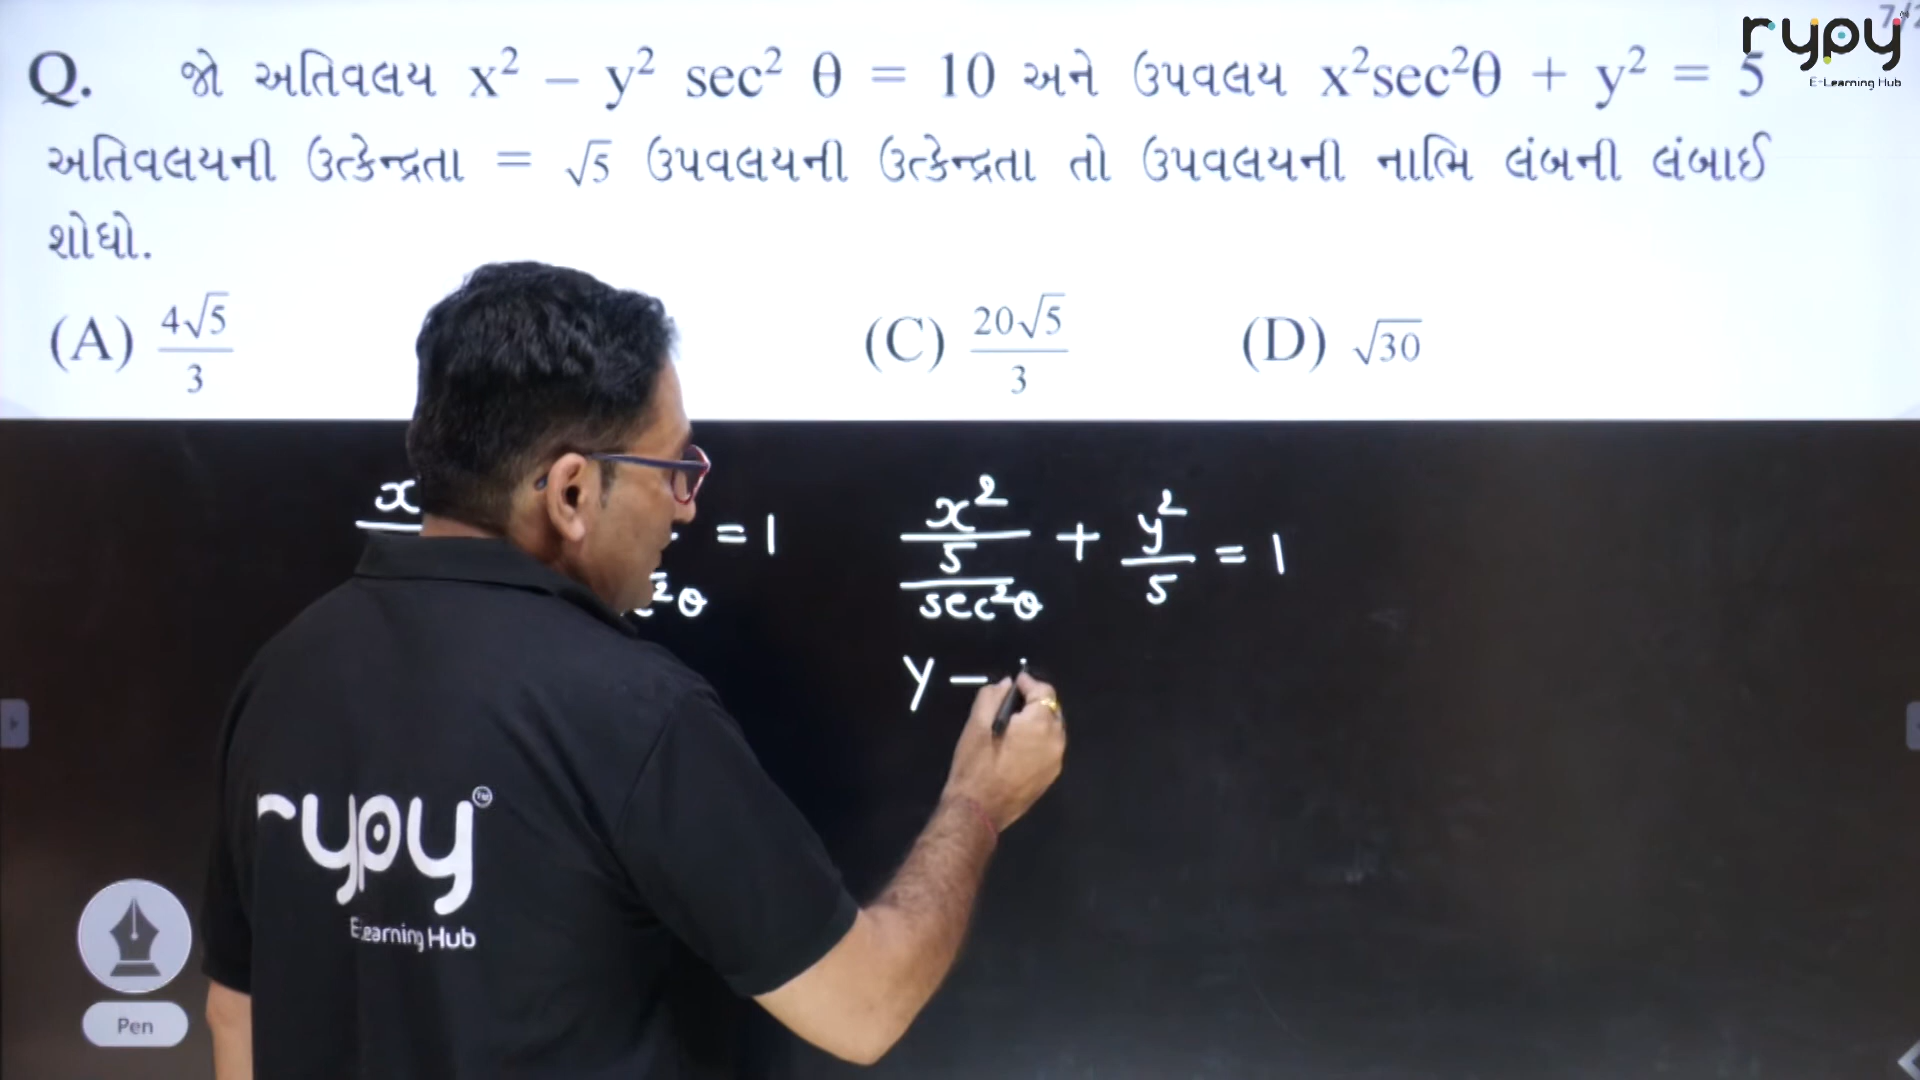 rypy
E-Learning Hub
Q. જો અતિવલય x² – y² sec² θ = 10 અને ઉપવલય x²sec²θ + y² = 5
અતિવલયની ઉત્કેન્દ્રતા = √5 ઉપવલયની ઉત્કેન્દ્રતા તો ઉપવલયની નાભિ લંબની લંબાઈ
શોધો.
(A) 4√5/3 (C) 20√5/3 (D) √30
x = 1
²θ
x²/(5/sec²θ) + y²/5 = 1
y –
rypy
E-Learning Hub
Pen